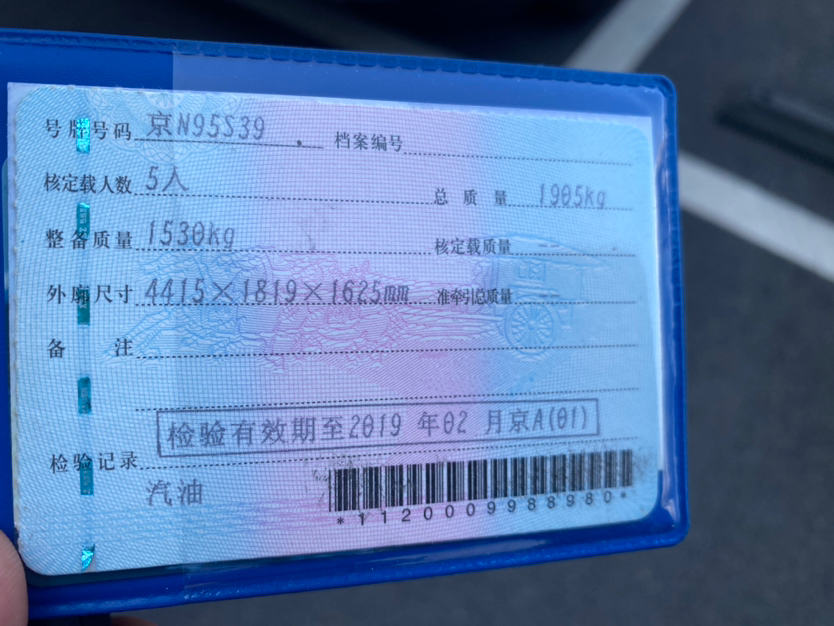 号牌号码 京N95S39 档案编号
核定载人数 5人 总质量 1905kg
整备质量 1530kg 核定载质量 --
外廓尺寸 4415×1819×1625mm 准牵引总质量 --
备注
检验有效期至2019年02月京A(01)
检验记录
汽油
*1120009988980*